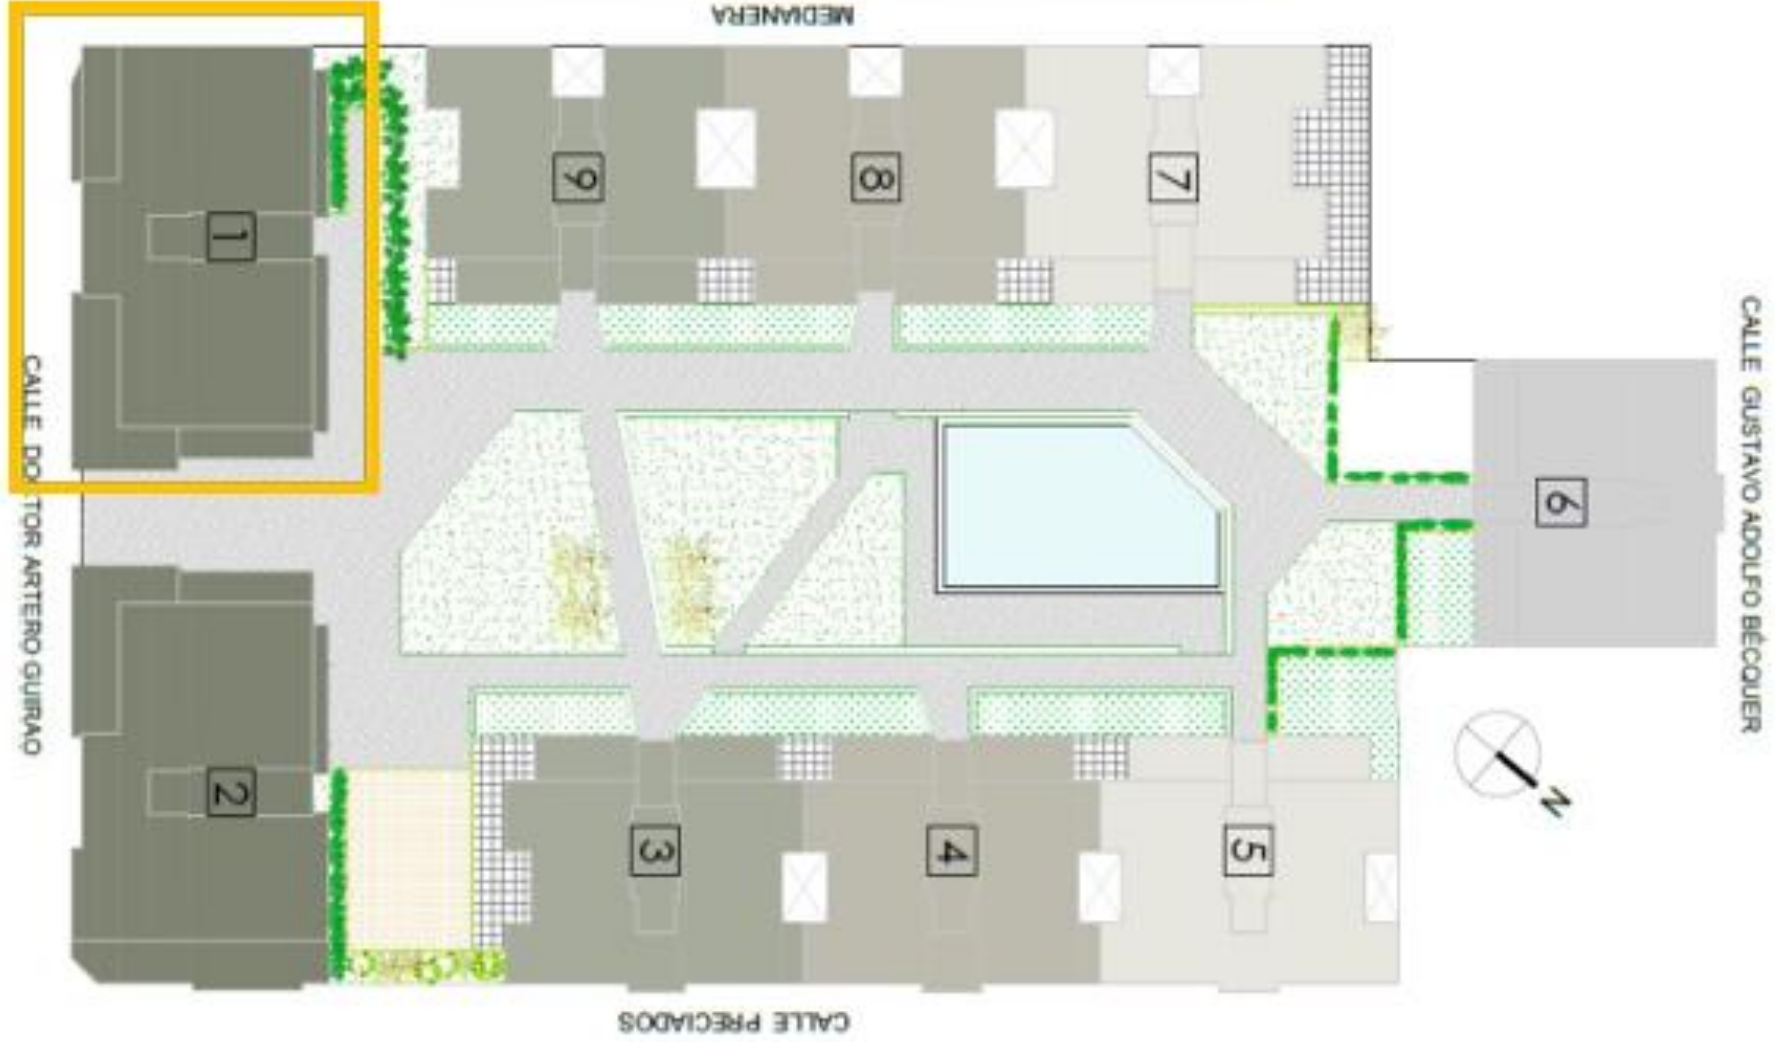 MEDIANERA
9
8
7
1
CALLE GUSTAVO ADOLFO BÉCQUER
6
CALLE DOCTOR ARTERO GUIRAO
N
2
3
4
5
CALLE PRECIADOS